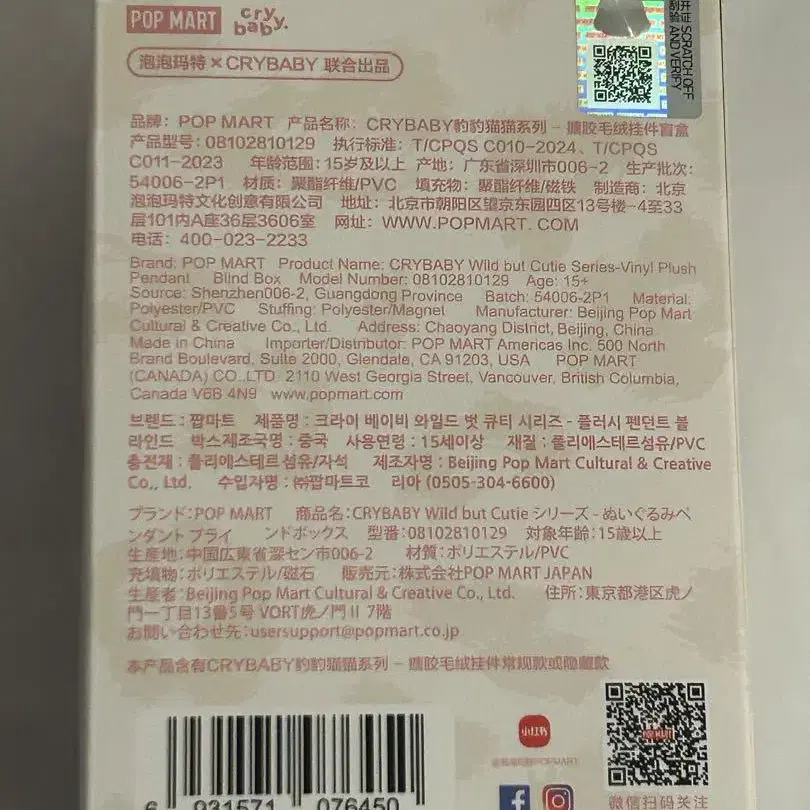 POP MART cry baby.
泡泡玛特×CRYBABY 联合出品
SCRATCH OFF
AND VERIFY
品牌：POP MART 产品名称：CRYBABY豹豹猫猫系列 - 搪胶毛绒挂件盲盒
产品型号：08102810129 执行标准：T/CPQS C010-2024、T/CPQS
C011-2023 年龄范围：15岁及以上 产地：广东省深圳市006-2 生产批次：
54006-2P1 材质：聚酯纤维/PVC 填充物：聚酯纤维/磁铁 制造商：北京
泡泡玛特文化创意有限公司 地址：北京市朝阳区望京东园四区13号楼-4至33
层101内A座36层3606室 网址：WWW.POPMART.COM
电话：400-023-2233
Brand: POP MART Product Name: CRYBABY Wild but Cutie Series-Vinyl Plush
Pendant Blind Box Model Number: 08102810129 Age: 15+
Source: Shenzhen006-2, Guangdong Province Batch: 54006-2P1 Material:
Polyester/PVC Stuffing: Polyester/Magnet Manufacturer: Beijing Pop Mart
Cultural & Creative Co., Ltd. Address: Chaoyang District, Beijing, China
Made in China Importer/Distributor: POP MART Americas Inc. 500 North
Brand Boulevard, Suite 2000, Glendale, CA 91203, USA POP MART
(CANADA) CO.,LTD 2110 West Georgia Street, Vancouver, British Columbia,
Canada V6B 4N9 www.popmart.com
브랜드 : 팝마트 제품명 : 크라이 베이비 와일드 벗 큐티 시리즈 - 플러시 펜던트 블
라인드 박스제조국명 : 중국 사용연령 : 15세이상 재질 : 폴리에스테르섬유/PVC
충전제 : 폴리에스테르 섬유/자석 제조자명 : Beijing Pop Mart Cultural & Creative
Co,. Ltd. 수입자명 : ㈜팝마트코 리아 (0505-304-6600)
ブランド：POP MART 商品名：CRYBABY Wild but Cutie シリーズ - ぬいぐるみペ
ンダント ブライ ンドボックス 型番：08102810129 対象年齢：15歳以上
生産地：中国広東省深セン市006-2 材質：ポリエステル/PVC
充填物：ポリエステル/磁石 販売元：株式会社POP MART JAPAN
生産者：Beijing Pop Mart Cultural & Creative Co., Ltd. 住所：東京都港区虎ノ
門一丁目13番5号 VORT虎ノ門Ⅱ 7階
お問い合わせ先：usersupport@popmart.co.jp
本产品含有CRYBABY豹豹猫猫系列 - 搪胶毛绒挂件常规款或隐藏款
小红书
POP MART
6 931571 076450
微信扫码关注